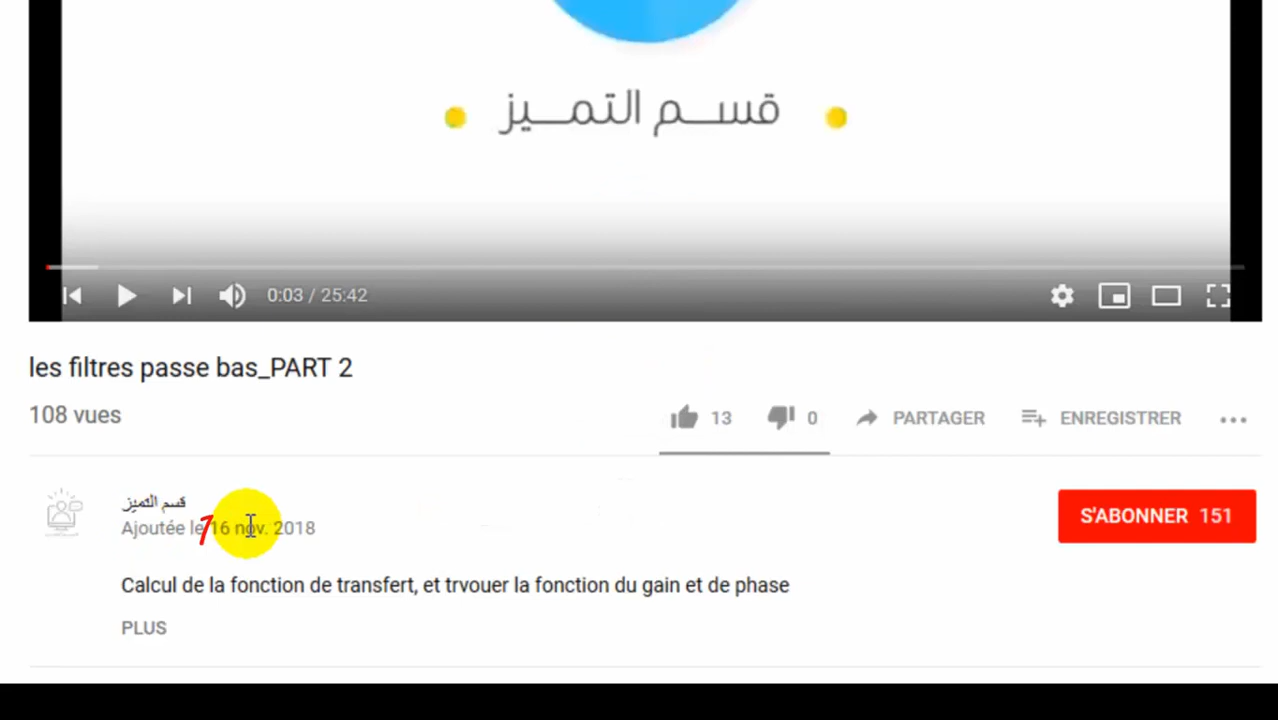 قسم التميز
0:03 / 25:42
les filtres passe bas_PART 2
108 vues
13 0 PARTAGER ENREGISTRER
قسم التميز
Ajoutée le 16 nov. 2018
S'ABONNER 151
Calcul de la fonction de transfert, et trvouer la fonction du gain et de phase
PLUS